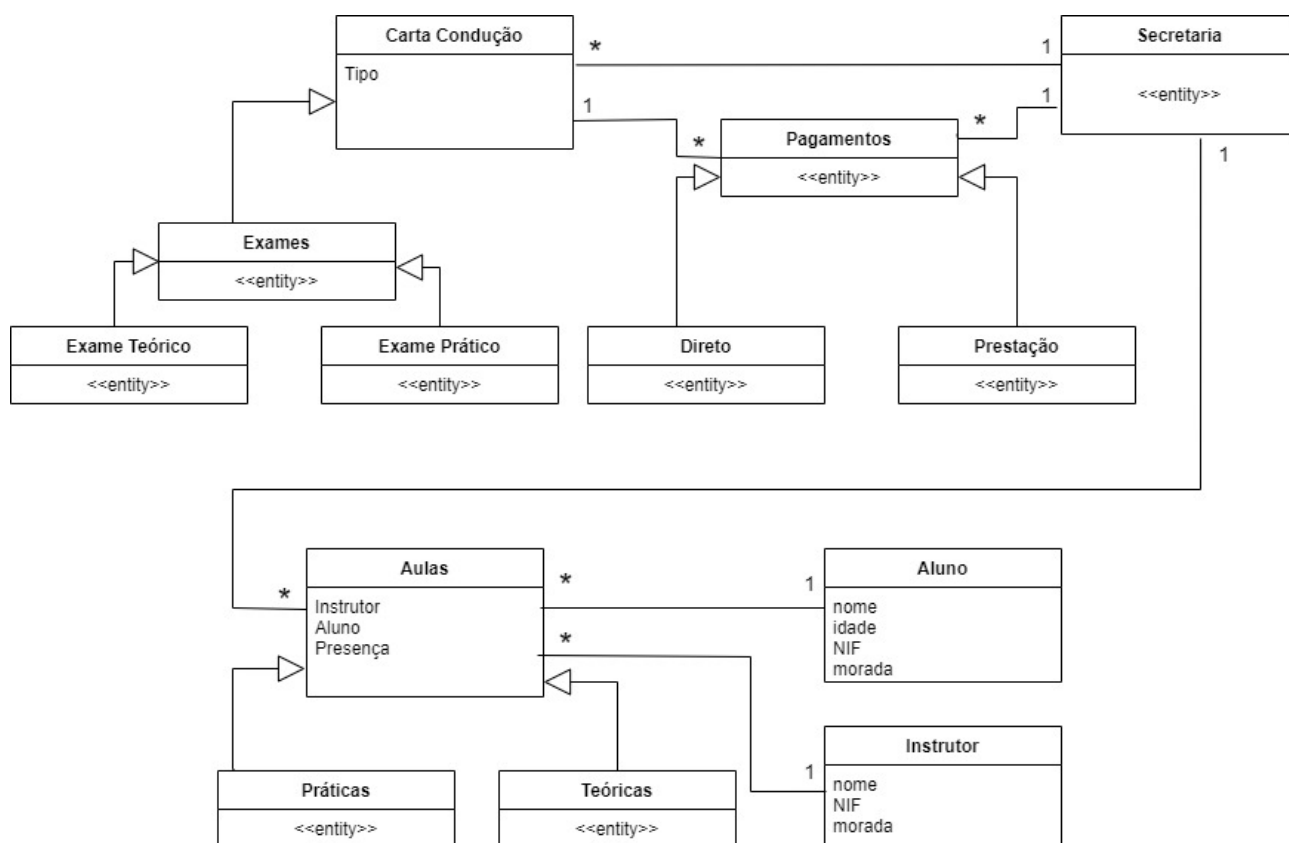 Carta Condução
Tipo
*
1
Secretaria
<<entity>>
1
*
1
*
Pagamentos
<<entity>>
1
Exames
<<entity>>
Exame Teórico
<<entity>>
Exame Prático
<<entity>>
Direto
<<entity>>
Prestação
<<entity>>
*
Aulas
Instrutor
Aluno
Presença
*
1
*
Aluno
nome
idade
NIF
morada
1
Instrutor
nome
NIF
morada
Práticas
<<entity>>
Teóricas
<<entity>>